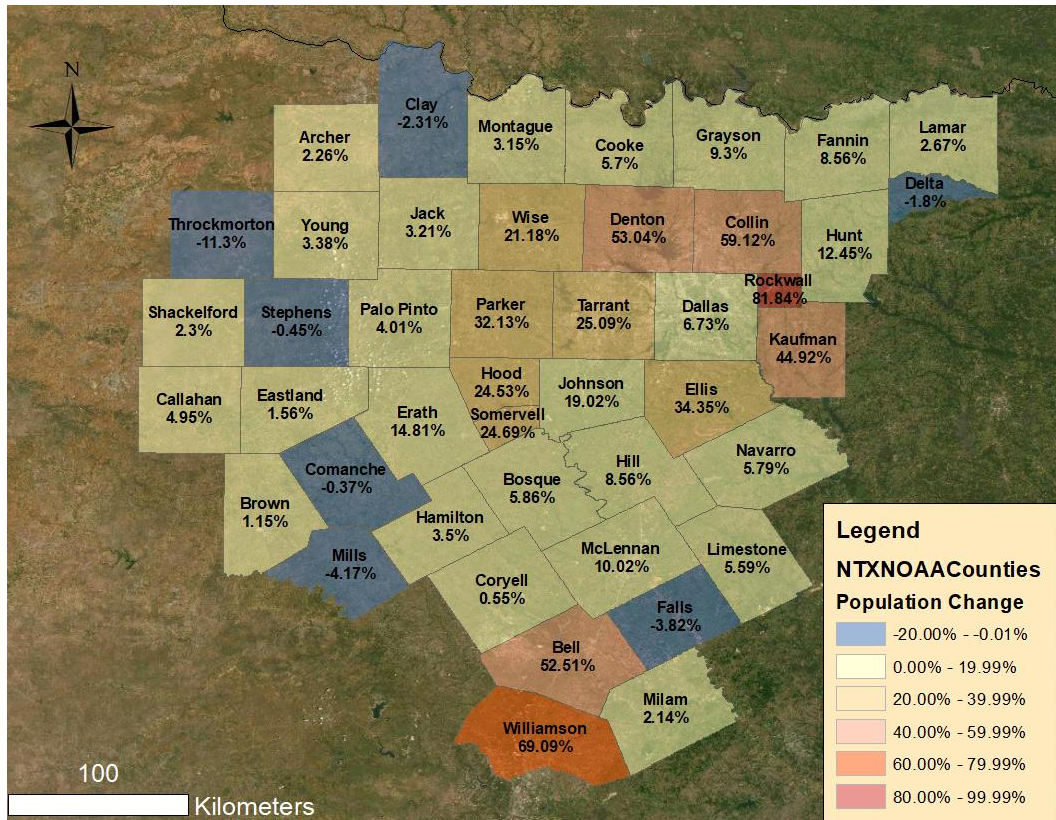 N
Clay
-2.31%
Archer
2.26%
Montague
3.15%
Cooke
5.7%
Grayson
9.3%
Fannin
8.56%
Lamar
2.67%
Delta
-1.8%
Throckmorton
-11.3%
Young
3.38%
Jack
3.21%
Wise
21.18%
Denton
53.04%
Collin
59.12%
Hunt
12.45%
Rockwall
81.84%
Shackelford
2.3%
Stephens
-0.45%
Palo Pinto
4.01%
Parker
32.13%
Tarrant
25.09%
Dallas
6.73%
Kaufman
44.92%
Callahan
4.95%
Eastland
1.56%
Erath
14.81%
Hood
24.53%
Somervell
24.69%
Johnson
19.02%
Ellis
34.35%
Navarro
5.79%
Comanche
-0.37%
Bosque
5.86%
Hill
8.56%
Brown
1.15%
Hamilton
3.5%
Mills
-4.17%
McLennan
10.02%
Limestone
5.59%
Coryell
0.55%
Falls
-3.82%
Bell
52.51%
Milam
2.14%
Williamson
69.09%
100
Kilometers
Legend
NTXNOAACounties
Population Change
-20.00% - -0.01%
0.00% - 19.99%
20.00% - 39.99%
40.00% - 59.99%
60.00% - 79.99%
80.00% - 99.99%